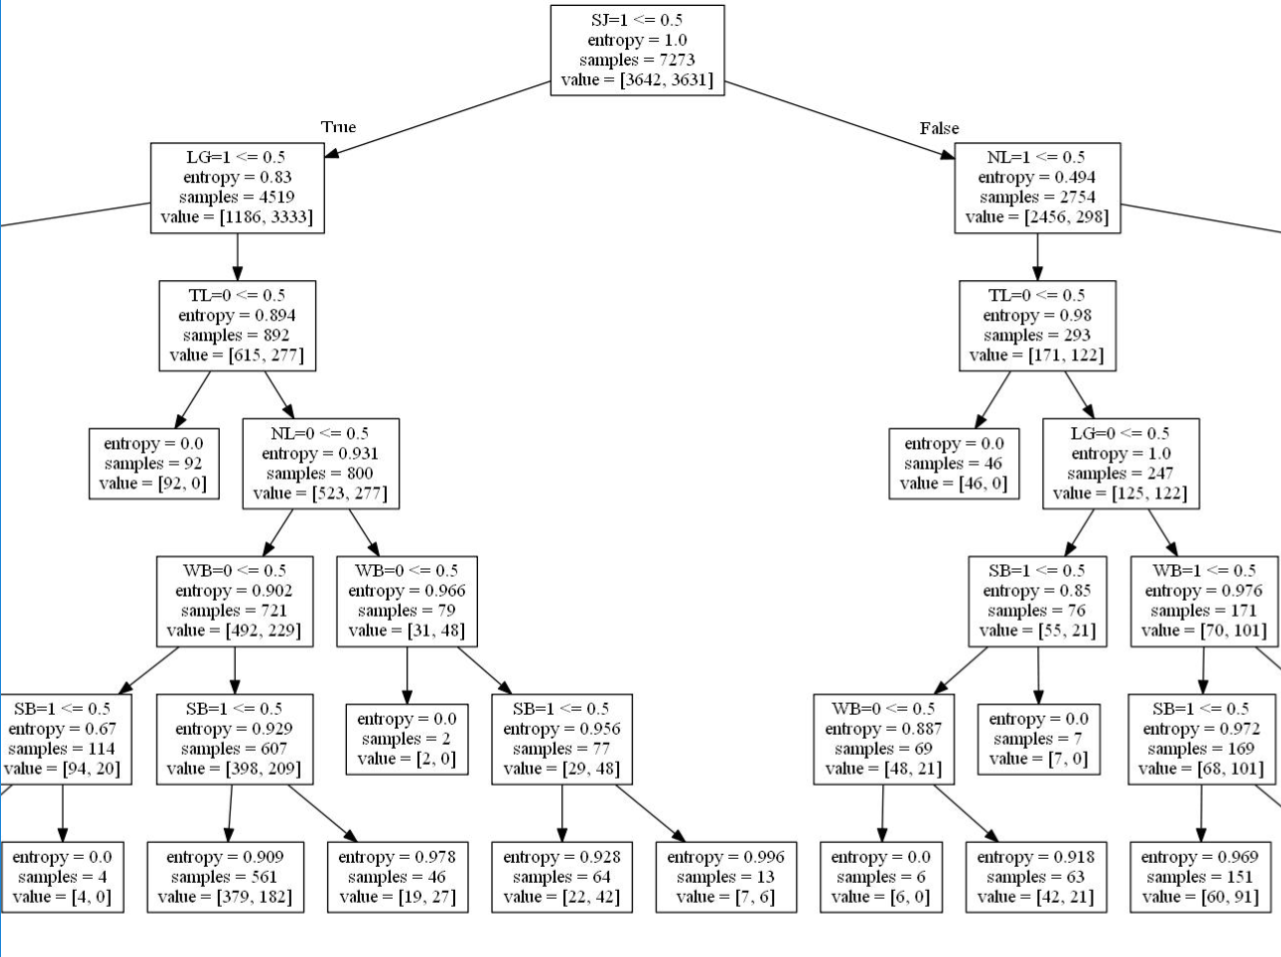 SJ=1 <= 0.5
entropy = 1.0
samples = 7273
value = [3642, 3631]
True
False
LG=1 <= 0.5
entropy = 0.83
samples = 4519
value = [1186, 3333]
NL=1 <= 0.5
entropy = 0.494
samples = 2754
value = [2456, 298]
TL=0 <= 0.5
entropy = 0.894
samples = 892
value = [615, 277]
TL=0 <= 0.5
entropy = 0.98
samples = 293
value = [171, 122]
entropy = 0.0
samples = 92
value = [92, 0]
NL=0 <= 0.5
entropy = 0.931
samples = 800
value = [523, 277]
entropy = 0.0
samples = 46
value = [46, 0]
LG=0 <= 0.5
entropy = 1.0
samples = 247
value = [125, 122]
WB=0 <= 0.5
entropy = 0.902
samples = 721
value = [492, 229]
WB=0 <= 0.5
entropy = 0.966
samples = 79
value = [31, 48]
SB=1 <= 0.5
entropy = 0.85
samples = 76
value = [55, 21]
WB=1 <= 0.5
entropy = 0.976
samples = 171
value = [70, 101]
SB=1 <= 0.5
entropy = 0.67
samples = 114
value = [94, 20]
SB=1 <= 0.5
entropy = 0.929
samples = 607
value = [398, 209]
entropy = 0.0
samples = 2
value = [2, 0]
SB=1 <= 0.5
entropy = 0.956
samples = 77
value = [29, 48]
WB=0 <= 0.5
entropy = 0.887
samples = 69
value = [48, 21]
entropy = 0.0
samples = 7
value = [7, 0]
SB=1 <= 0.5
entropy = 0.972
samples = 169
value = [68, 101]
entropy = 0.0
samples = 4
value = [4, 0]
entropy = 0.909
samples = 561
value = [379, 182]
entropy = 0.978
samples = 46
value = [19, 27]
entropy = 0.928
samples = 64
value = [22, 42]
entropy = 0.996
samples = 13
value = [7, 6]
entropy = 0.0
samples = 6
value = [6, 0]
entropy = 0.918
samples = 63
value = [42, 21]
entropy = 0.969
samples = 151
value = [60, 91]